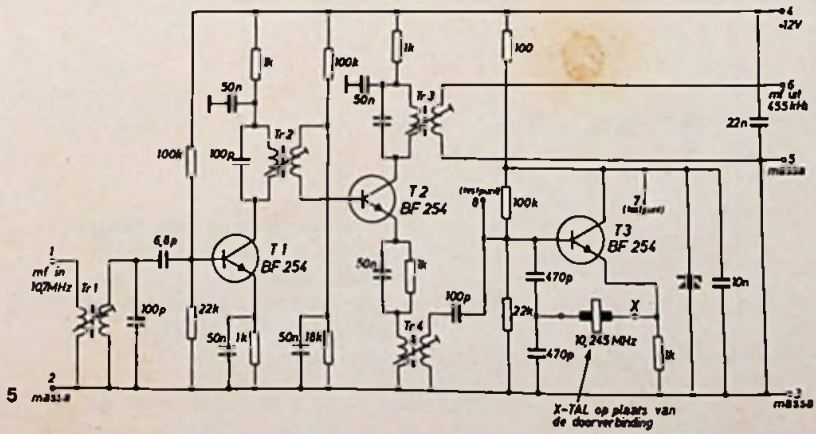 4
-12V
1k
100k
1k
100
50n
50n
Tr 3
6
mf uit
455 kHz
Tr 2
22n
100k
100p
5
massa
T2
BF 254
(testpunt)
8
100k
7
(testpunt)
T3
BF 254
1
mf in
10,7MHz
Tr 1
6,8p
T1
BF 254
50n
1k
470p
10n
100p
Tr 4
100p
22k
22k
X
10,245 MHz
50n
1k
50n
18k
470p
1k
2
massa
3
massa
X-TAL op plaats van
de doorverbinding
5